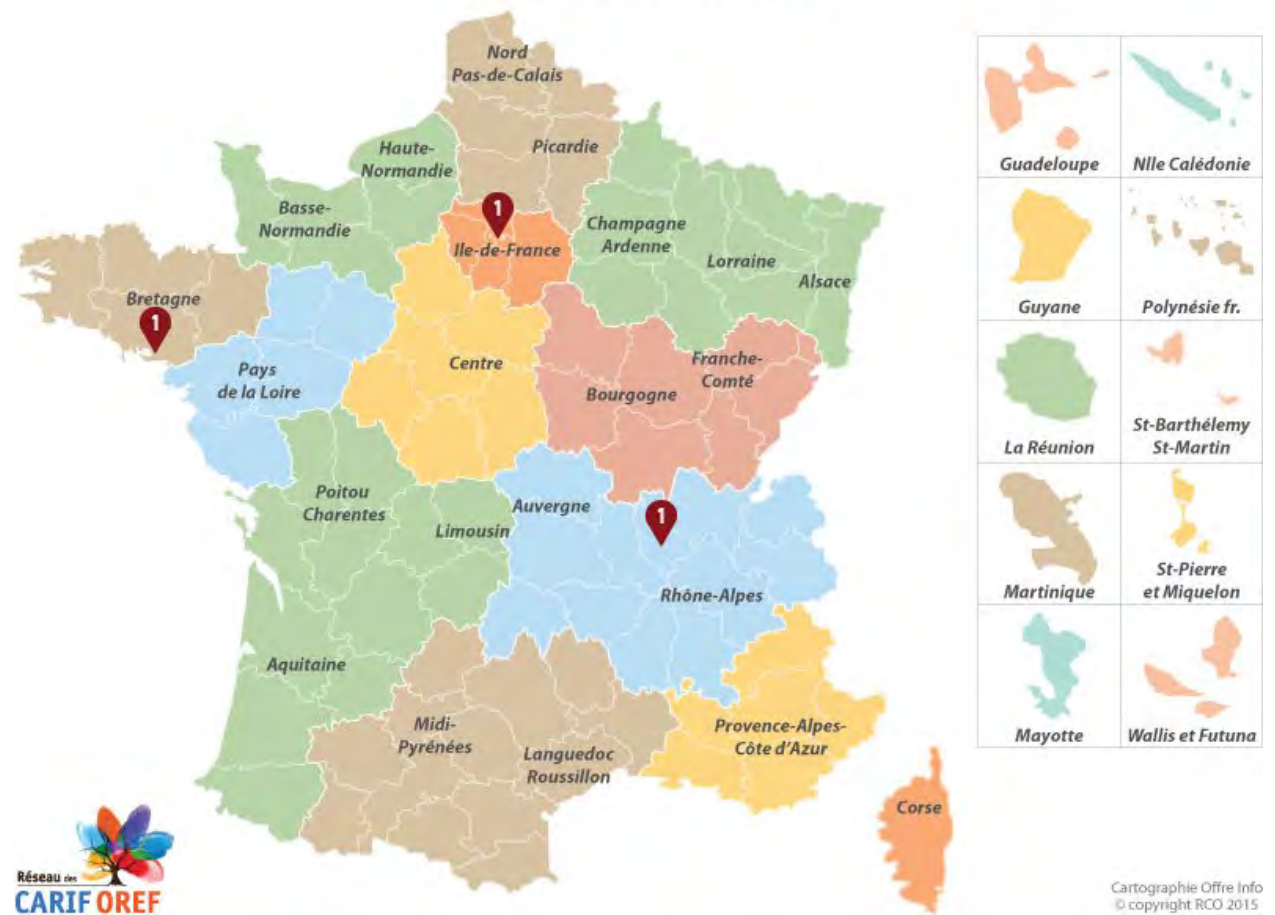 Nord
Pas-de-Calais
Haute-
Normandie
Picardie
Basse-
Normandie
1
Ile-de-France
Champagne
Ardenne
Lorraine
Alsace
Bretagne
1
Pays
de la Loire
Centre
Bourgogne
Franche-
Comté
Poitou
Charentes
Limousin
Auvergne
1
Rhône-Alpes
Aquitaine
Midi-
Pyrénées
Languedoc
Roussillon
Provence-Alpes-
Côte d'Azur
Corse
Guadeloupe
Nlle Calédonie
Guyane
Polynésie fr.
La Réunion
St-Barthélemy
St-Martin
Martinique
St-Pierre
et Miquelon
Mayotte
Wallis et Futuna
Réseau des
CARIF OREF
Cartographie Offre Info
© copyright RCO 2015